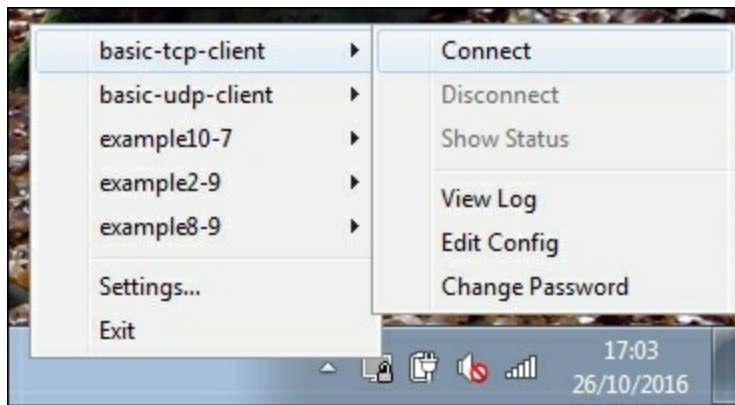 basic-tcp-client
basic-udp-client
example10-7
example2-9
example8-9
Settings...
Exit
Connect
Disconnect
Show Status
View Log
Edit Config
Change Password
17:03
26/10/2016